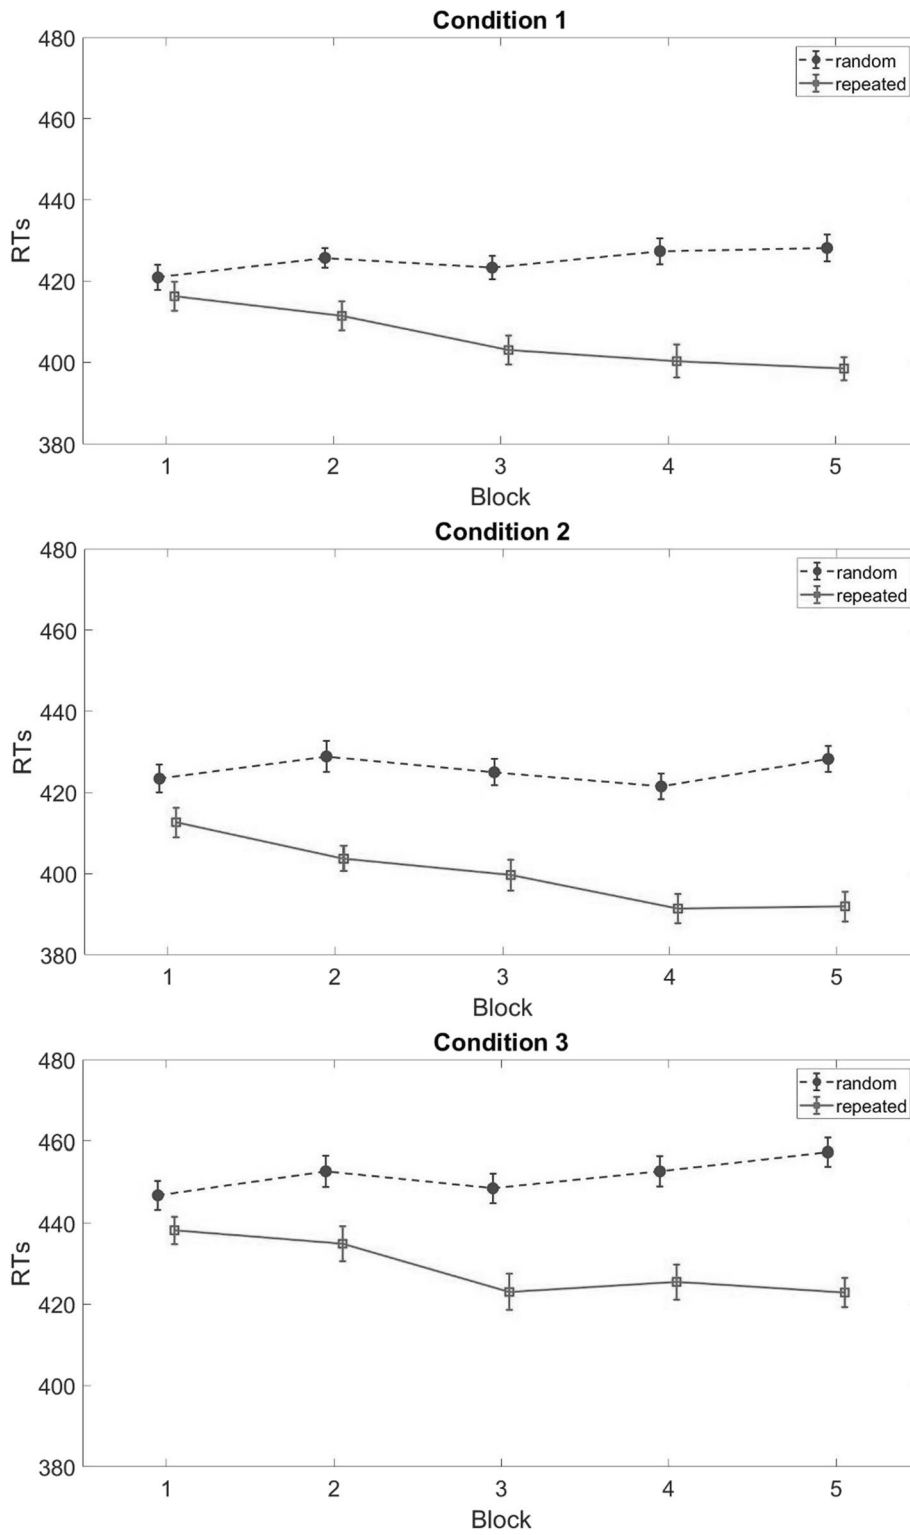 Condition 1
480
460
440
420
400
380
RTs
random
repeated
1 2 3 4 5
Block
Condition 2
480
460
440
420
400
380
RTs
random
repeated
1 2 3 4 5
Block
Condition 3
480
460
440
420
400
380
RTs
random
repeated
1 2 3 4 5
Block